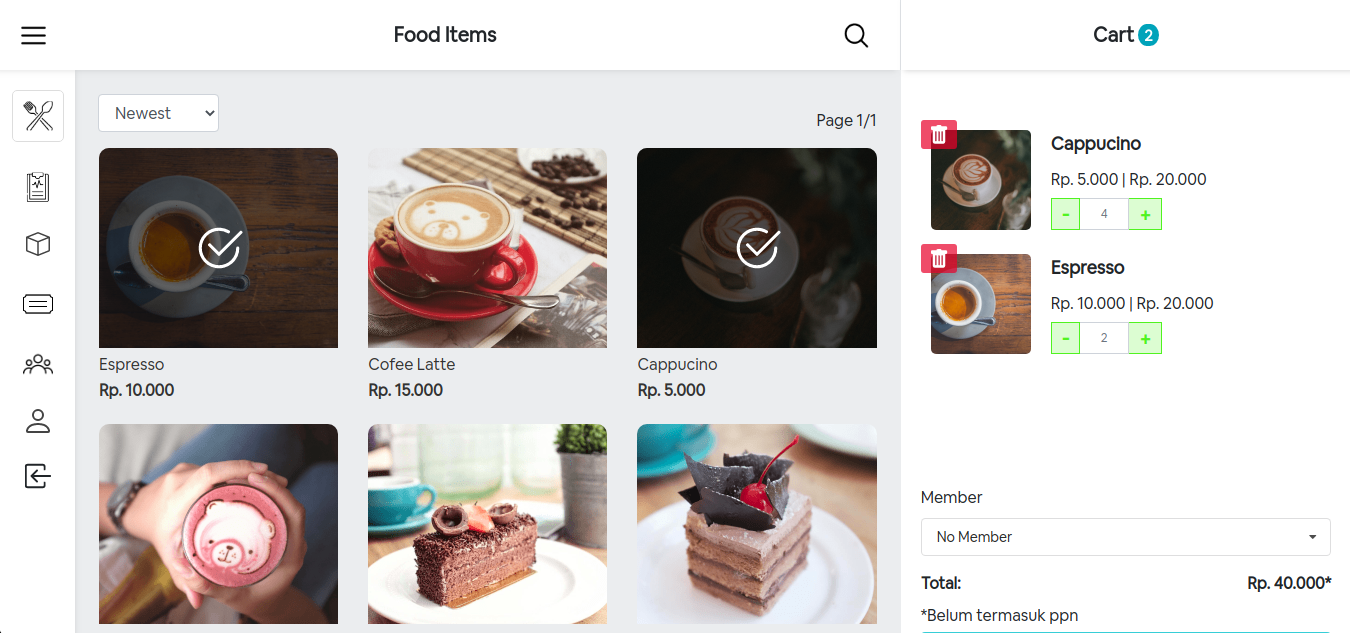 Food Items
Cart 2
Newest
Page 1/1
Espresso
Rp. 10.000
Cofee Latte
Rp. 15.000
Cappucino
Rp. 5.000
Cappucino
Rp. 5.000 | Rp. 20.000
- 4 +
Espresso
Rp. 10.000 | Rp. 20.000
- 2 +
Member
No Member
Total: Rp. 40.000*
*Belum termasuk ppn